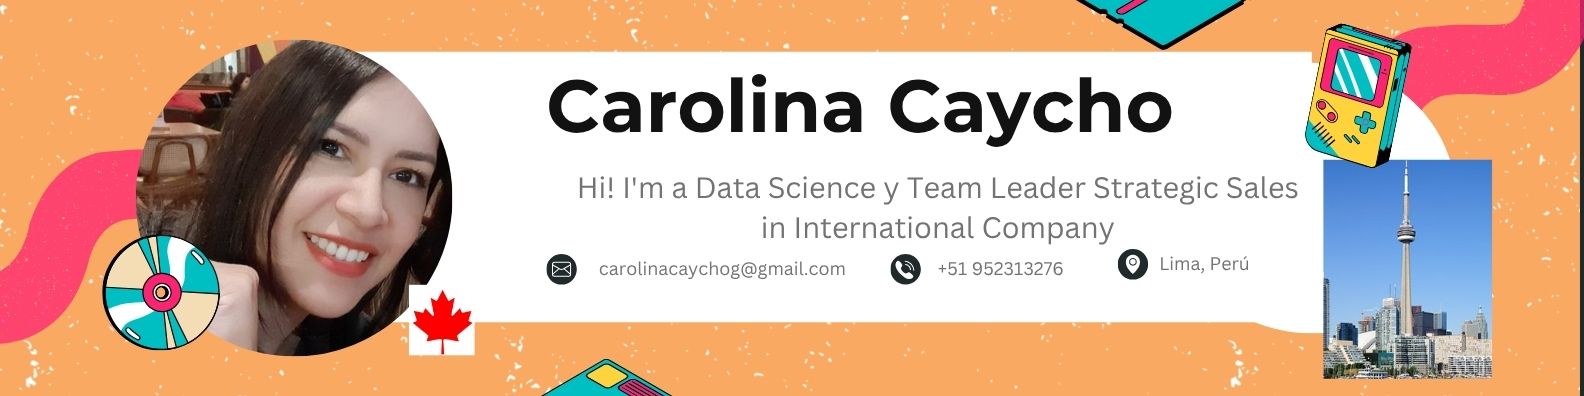 Carolina Caycho
Hi! I'm a Data Science y Team Leader Strategic Sales
in International Company
carolinacaychog@gmail.com +51 952313276 Lima, Perú